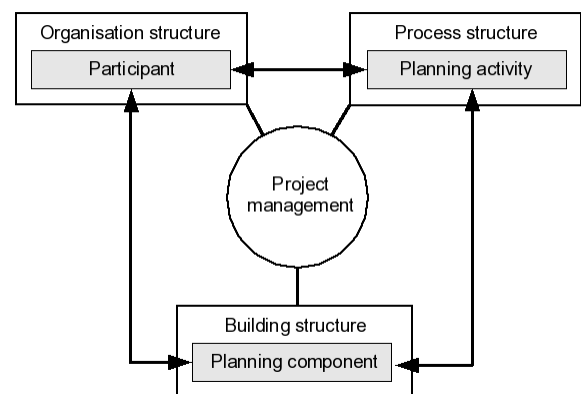 Organisation structure
Participant
Process structure
Planning activity
Project
management
Building structure
Planning component